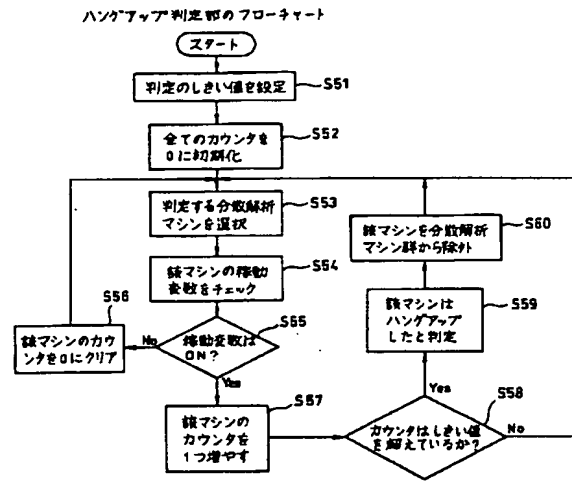 ハングアップ判定部のフローチャート
スタート
判定のしきい値を設定
S51
全てのカウンタを
0に初期化
S52
判定する分散解析
マシンを選択
S53
該マシンの稼動
変数をチェック
S54
稼動変数は
ON?
S55
No
Yes
該マシンのカウ
ンタを0にクリア
S56
該マシンの
カウンタを
1つ増やす
S57
カウンタはしきい値
を超えているか?
S58
Yes
No
該マシンは
ハングアップ
したと判定
S59
該マシンを分散解析
マシン群から除外
S60